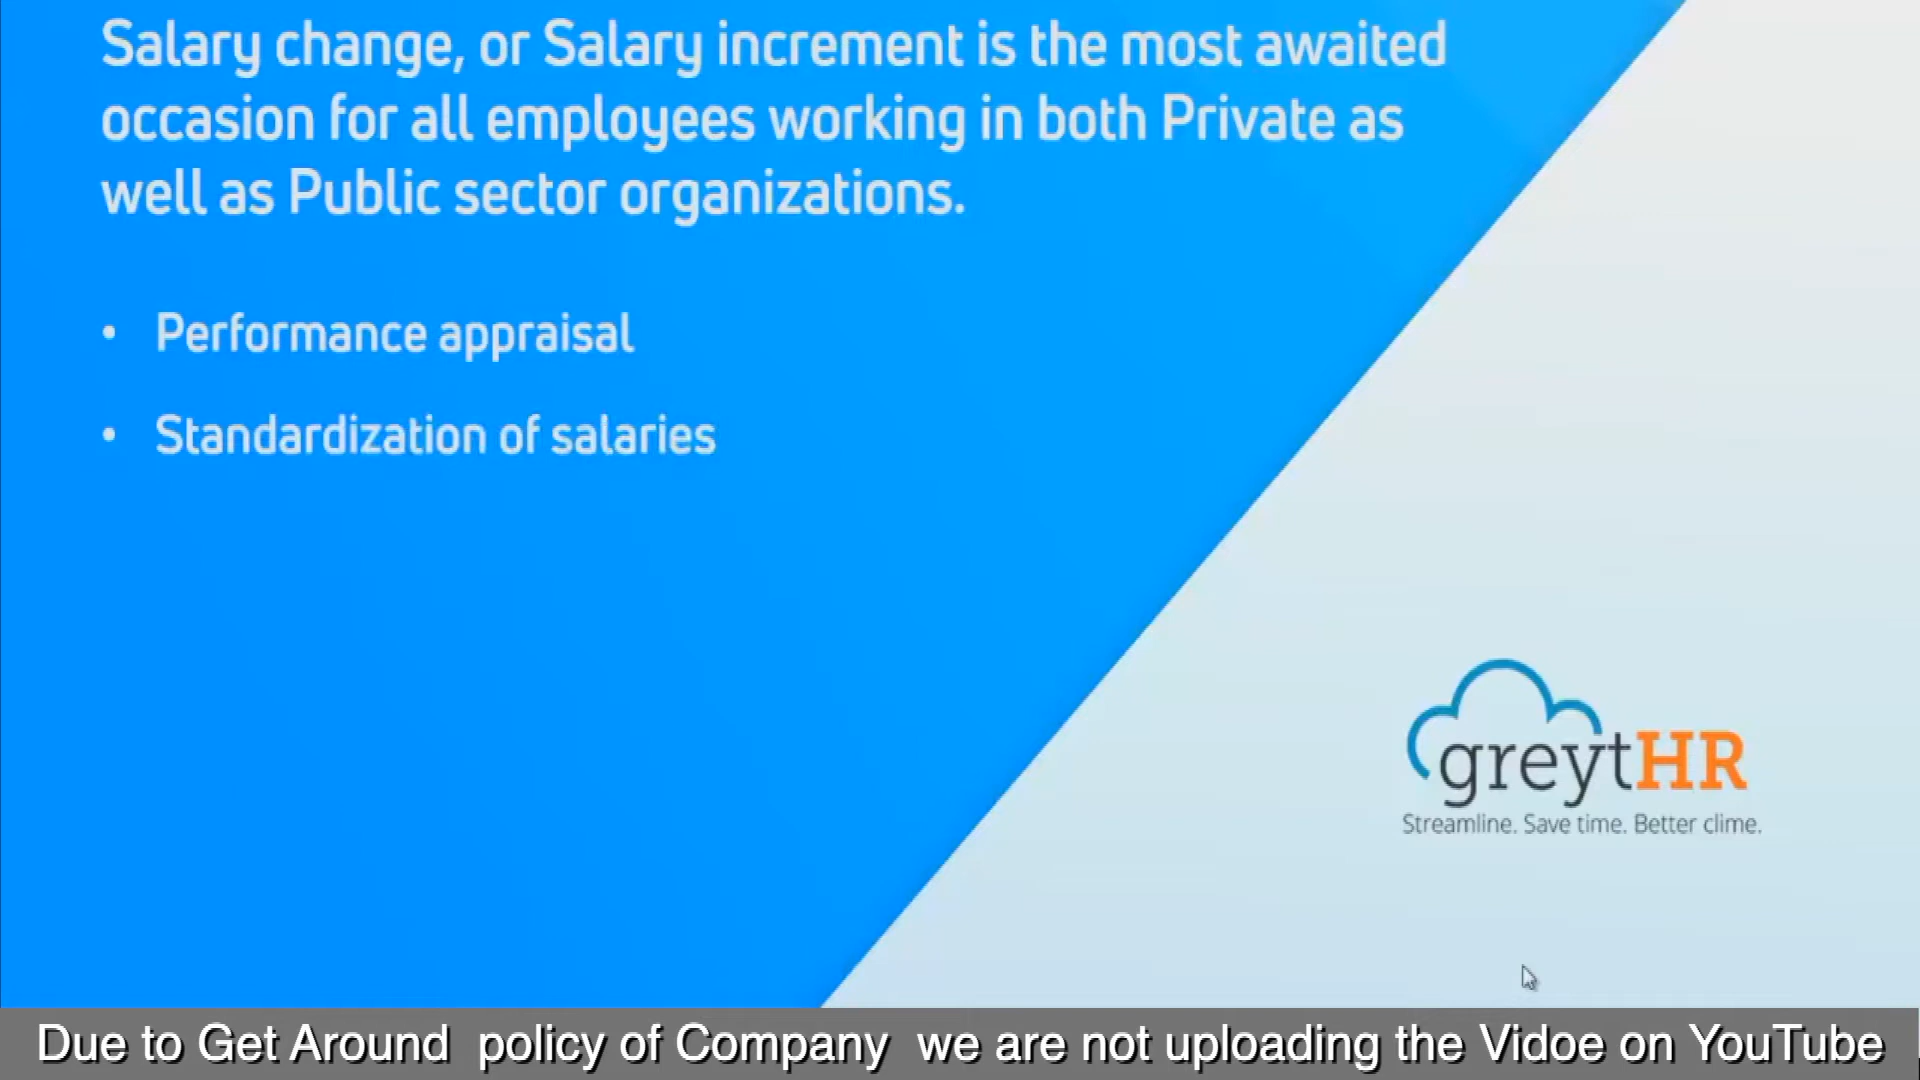 Salary change, or Salary increment is the most awaited
occasion for all employees working in both Private as
well as Public sector organizations.
• Performance appraisal
• Standardization of salaries
greytHR
Streamline. Save time. Better clime.
Due to Get Around policy of Company we are not uploading the Vidoe on YouTube